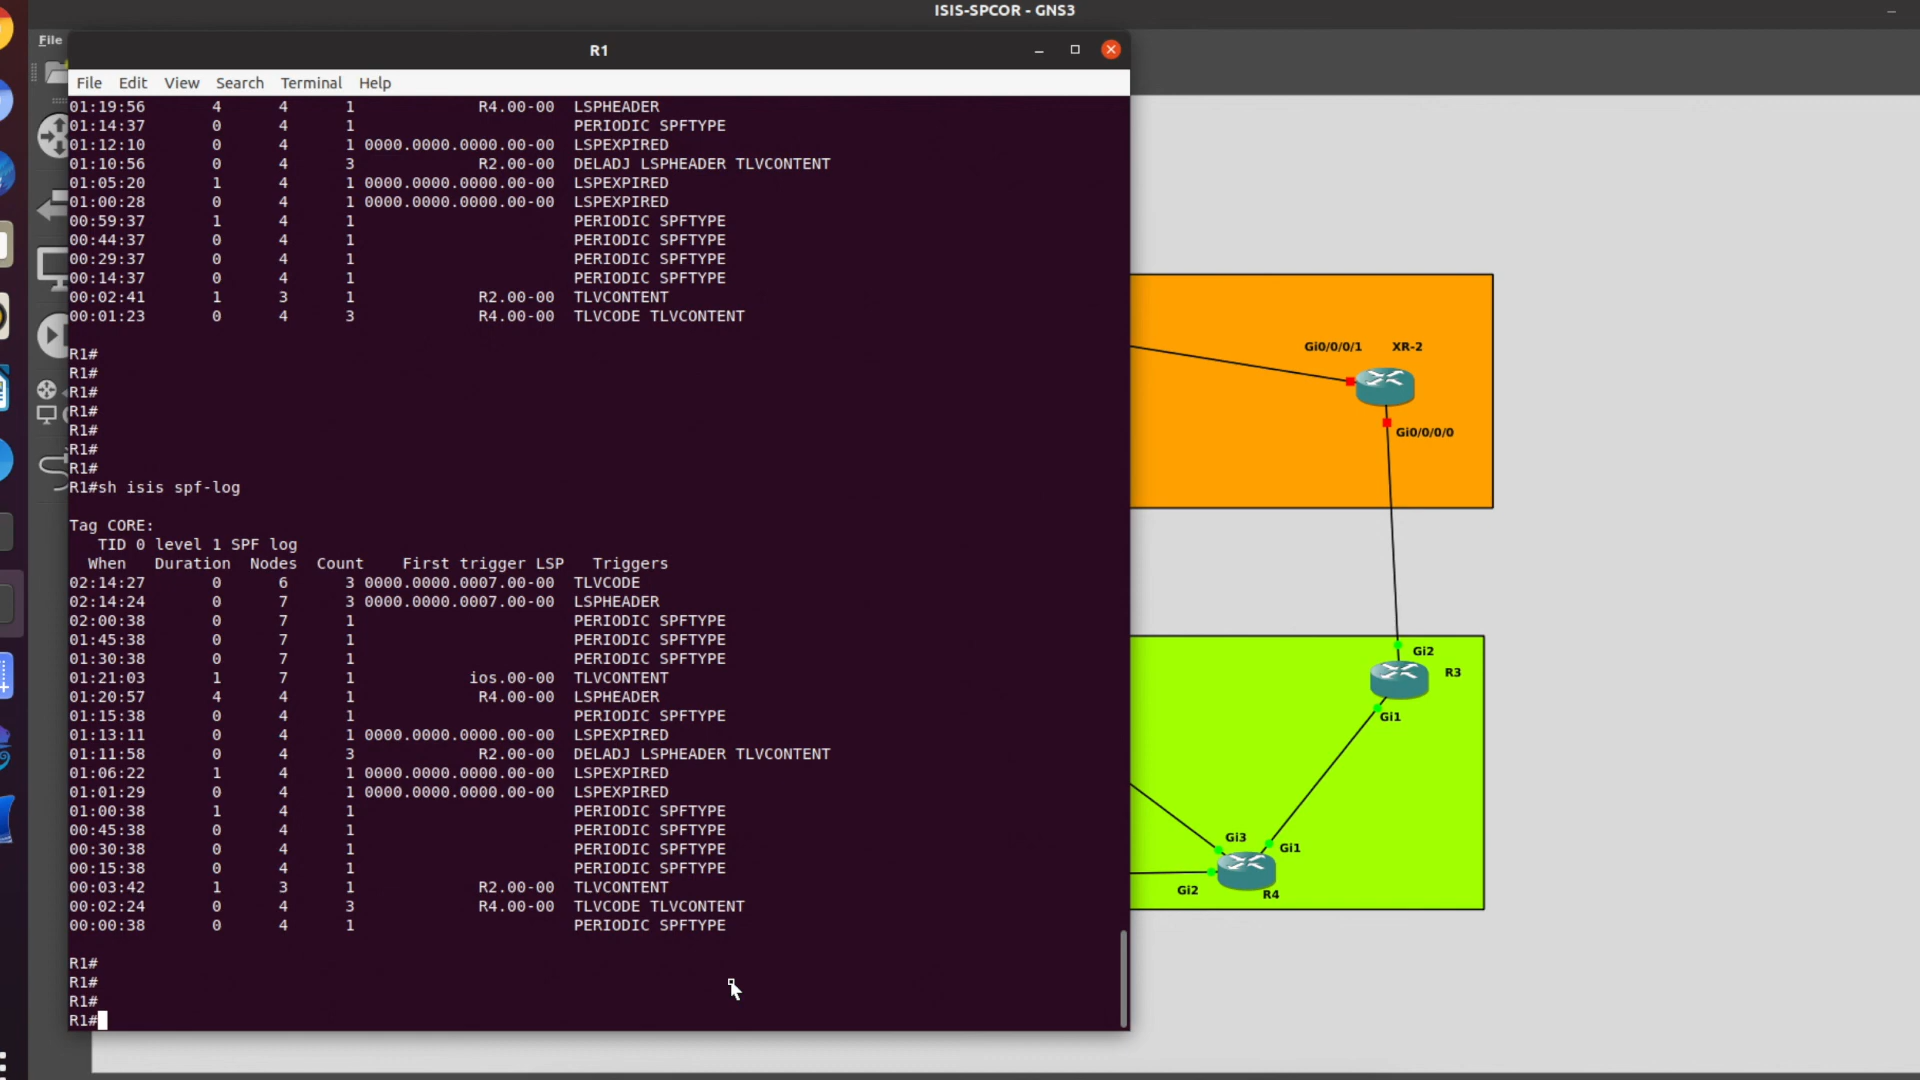 ISIS-SPCOR - GNS3
File
R1
File Edit View Search Terminal Help
01:19:56 4 4 1 R4.00-00 LSPHEADER
01:14:37 0 4 1 PERIODIC SPFTYPE
01:12:10 0 4 1 0000.0000.0000.00-00 LSPEXPIRED
01:10:56 0 4 3 R2.00-00 DELADJ LSPHEADER TLVCONTENT
01:05:20 1 4 1 0000.0000.0000.00-00 LSPEXPIRED
01:00:28 0 4 1 0000.0000.0000.00-00 LSPEXPIRED
00:59:37 1 4 1 PERIODIC SPFTYPE
00:44:37 0 4 1 PERIODIC SPFTYPE
00:29:37 0 4 1 PERIODIC SPFTYPE
00:14:37 0 4 1 PERIODIC SPFTYPE
00:02:41 1 3 1 R2.00-00 TLVCONTENT
00:01:23 0 4 3 R4.00-00 TLVCODE TLVCONTENT
R1#
R1#
R1#
R1#
R1#
R1#
R1#
R1#sh isis spf-log
Tag CORE:
TID 0 level 1 SPF log
When Duration Nodes Count First trigger LSP Triggers
02:14:27 0 6 3 0000.0000.0007.00-00 TLVCODE
02:14:24 0 7 3 0000.0000.0007.00-00 LSPHEADER
02:00:38 0 7 1 PERIODIC SPFTYPE
01:45:38 0 7 1 PERIODIC SPFTYPE
01:30:38 0 7 1 PERIODIC SPFTYPE
01:21:03 1 7 1 ios.00-00 TLVCONTENT
01:20:57 4 4 1 R4.00-00 LSPHEADER
01:15:38 0 4 1 PERIODIC SPFTYPE
01:13:11 0 4 1 0000.0000.0000.00-00 LSPEXPIRED
01:11:58 0 4 3 R2.00-00 DELADJ LSPHEADER TLVCONTENT
01:06:22 1 4 1 0000.0000.0000.00-00 LSPEXPIRED
01:01:29 0 4 1 0000.0000.0000.00-00 LSPEXPIRED
01:00:38 1 4 1 PERIODIC SPFTYPE
00:45:38 0 4 1 PERIODIC SPFTYPE
00:30:38 0 4 1 PERIODIC SPFTYPE
00:15:38 0 4 1 PERIODIC SPFTYPE
00:03:42 1 3 1 R2.00-00 TLVCONTENT
00:02:24 0 4 3 R4.00-00 TLVCODE TLVCONTENT
00:00:38 0 4 1 PERIODIC SPFTYPE
R1#
R1#
R1#
R1#
Gi0/0/0/1 XR-2
Gi0/0/0/0
Gi2
R3
Gi1
Gi3
Gi1
Gi2
R4